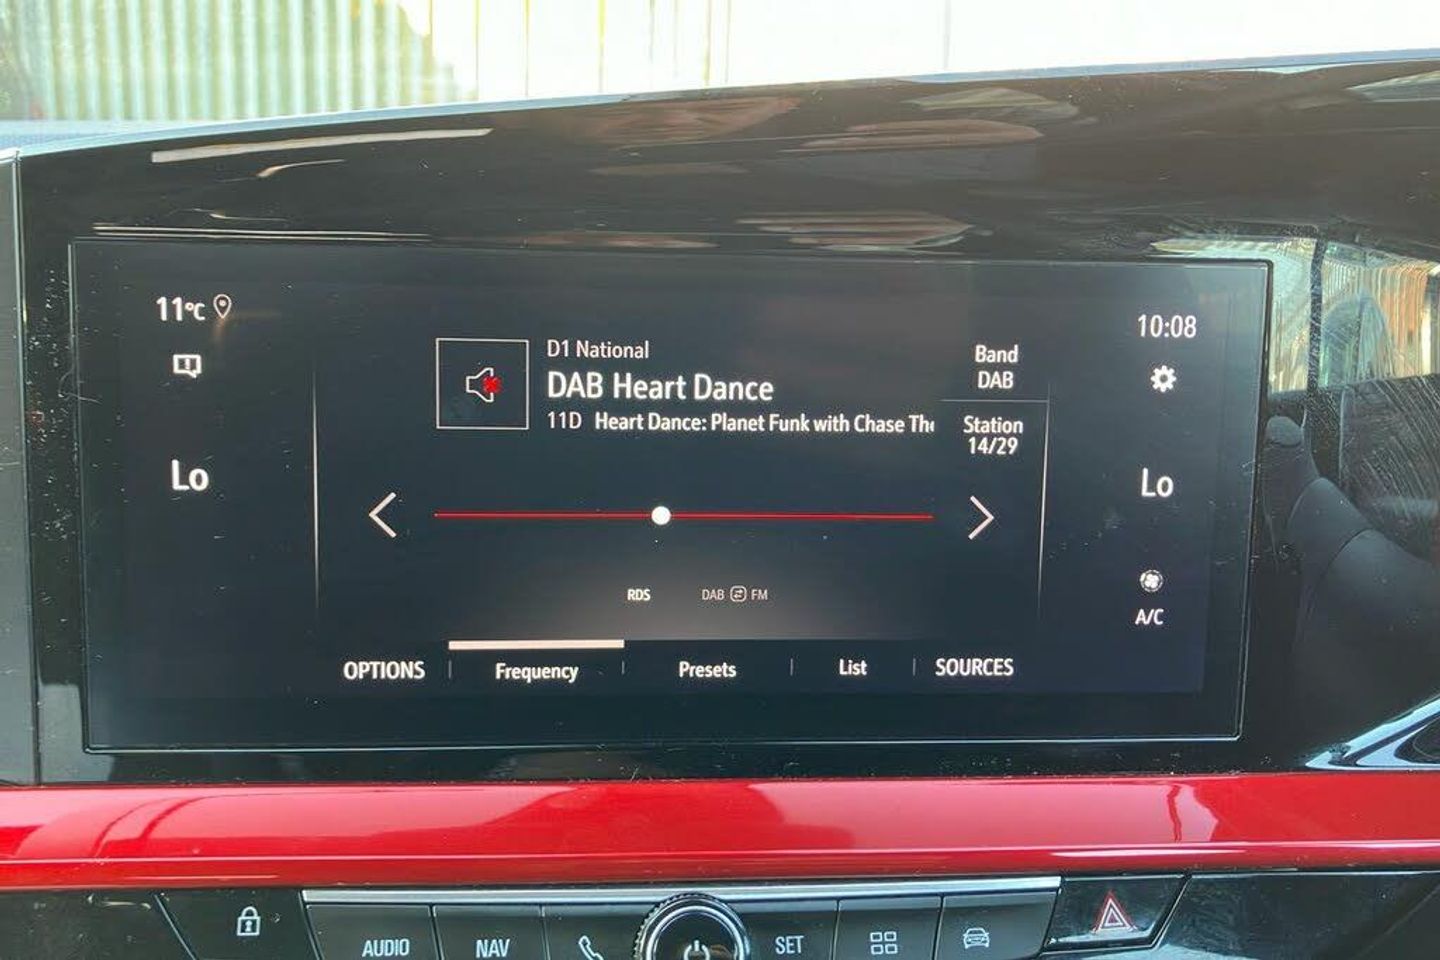 11°C
10:08
D1 National
DAB Heart Dance
11D Heart Dance: Planet Funk with Chase The
Band
DAB
Station
14/29
Lo
Lo
RDS
DAB FM
A/C
OPTIONS
Frequency
Presets
List
SOURCES
AUDIO
NAV
SET